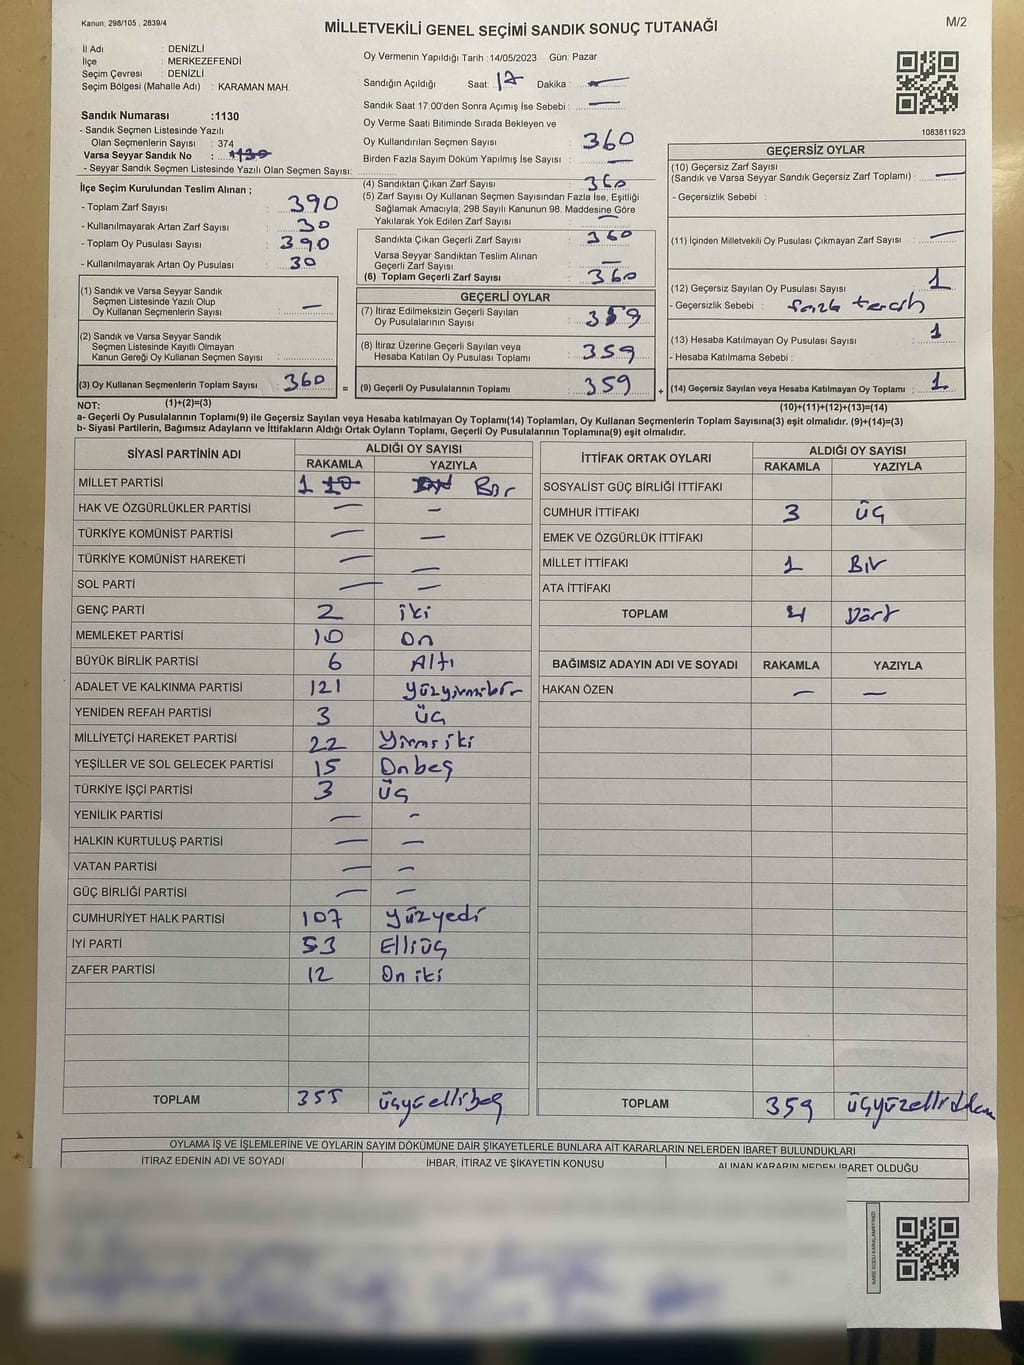 Kanun; 298/105 , 2839/4
MİLLETVEKİLİ GENEL SEÇİMİ SANDIK SONUÇ TUTANAĞI
M/2
İl Adı : DENİZLİ
İlçe : MERKEZEFENDİ
Seçim Çevresi : DENİZLİ
Seçim Bölgesi (Mahalle Adı) : KARAMAN MAH.
Oy Vermenin Yapıldığı Tarih :14/05/2023 Gün: Pazar
Sandığın Açıldığı Saat: 17 Dakika : —
Sandık Saat 17:00'den Sonra Açımış İse Sebebi : —
Oy Verme Saati Bitiminde Sırada Bekleyen ve
Oy Kullandırılan Seçmen Sayısı : 360
Birden Fazla Sayım Döküm Yapılmış İse Sayısı : —
1083811923
Sandık Numarası :1130
- Sandık Seçmen Listesinde Yazılı
Olan Seçmenlerin Sayısı : 374
Varsa Seyyar Sandık No : 1130
- Seyyar Sandık Seçmen Listesinde Yazılı Olan Seçmen Sayısı:
İlçe Seçim Kurulundan Teslim Alınan ;
- Toplam Zarf Sayısı : 390
- Kullanılmayarak Artan Zarf Sayısı : 30
- Toplam Oy Pusulası Sayısı : 390
- Kullanılmayarak Artan Oy Pusulası : 30
(1) Sandık ve Varsa Seyyar Sandık
Seçmen Listesinde Yazılı Olup
Oy Kullanan Seçmenlerin Sayısı : —
(2) Sandık ve Varsa Seyyar Sandık
Seçmen Listesinde Kayıtlı Olmayan
Kanun Gereği Oy Kullanan Seçmen Sayısı :
(3) Oy Kullanan Seçmenlerin Toplam Sayısı : 360 =
(4) Sandıktan Çıkan Zarf Sayısı : 360
(5) Zarf Sayısı Oy Kullanan Seçmen Sayısından Fazla İse, Eşitliği
Sağlamak Amacıyla; 298 Sayılı Kanunun 98. Maddesine Göre
Yakılarak Yok Edilen Zarf Sayısı : —
Sandıkta Çıkan Geçerli Zarf Sayısı : 360
Varsa Seyyar Sandıktan Teslim Alınan
Geçerli Zarf Sayısı : —
(6) Toplam Geçerli Zarf Sayısı : 360
GEÇERLİ OYLAR
(7) İtiraz Edilmeksizin Geçerli Sayılan
Oy Pusulalarının Sayısı : 359
(8) İtiraz Üzerine Geçerli Sayılan veya
Hesaba Katılan Oy Pusulası Toplamı : 359
(9) Geçerli Oy Pusulalarının Toplamı : 359 +
GEÇERSİZ OYLAR
(10) Geçersiz Zarf Sayısı
(Sandık ve Varsa Seyyar Sandık Geçersiz Zarf Toplamı) : —
- Geçersizlik Sebebi :
(11) İçinden Milletvekili Oy Pusulası Çıkmayan Zarf Sayısı : —
(12) Geçersiz Sayılan Oy Pusulası Sayısı : 1
- Geçersizlik Sebebi : fazla tercih
(13) Hesaba Katılmayan Oy Pusulası Sayısı : 1
- Hesaba Katılmama Sebebi :
(14) Geçersiz Sayılan veya Hesaba Katılmayan Oy Toplamı : 1
NOT: (1)+(2)=(3) (10)+(11)+(12)+(13)=(14)
a- Geçerli Oy Pusulalarının Toplamı(9) ile Geçersiz Sayılan veya Hesaba katılmayan Oy Toplamı(14) Toplamları, Oy Kullanan Seçmenlerin Toplam Sayısına(3) eşit olmalıdır. (9)+(14)=(3)
b- Siyasi Partilerin, Bağımsız Adayların ve İttifakların Aldığı Ortak Oyların Toplamı, Geçerli Oy Pusulalarının Toplamına(9) eşit olmalıdır.
SİYASİ PARTİNİN ADI ALDIĞI OY SAYISI
RAKAMLA YAZIYLA
MİLLET PARTİSİ 1 10 Bir
HAK VE ÖZGÜRLÜKLER PARTİSİ — —
TÜRKİYE KOMÜNİST PARTİSİ — —
TÜRKİYE KOMÜNİST HAREKETİ — —
SOL PARTİ — —
GENÇ PARTİ 2 iki
MEMLEKET PARTİSİ 10 On
BÜYÜK BİRLİK PARTİSİ 6 Altı
ADALET VE KALKINMA PARTİSİ 121 yüzyirmibir
YENİDEN REFAH PARTİSİ 3 üç
MİLLİYETÇİ HAREKET PARTİSİ 22 Yirmi iki
YEŞİLLER VE SOL GELECEK PARTİSİ 15 Onbeş
TÜRKİYE İŞÇİ PARTİSİ 3 üç
YENİLİK PARTİSİ — -
HALKIN KURTULUŞ PARTİSİ — —
VATAN PARTİSİ — —
GÜÇ BİRLİĞİ PARTİSİ — —
CUMHURİYET HALK PARTİSİ 107 yüzyedi
İYİ PARTİ 53 Elliüç
ZAFER PARTİSİ 12 On iki
TOPLAM 355 üçyüzellibeş
İTTİFAK ORTAK OYLARI ALDIĞI OY SAYISI
RAKAMLA YAZIYLA
SOSYALİST GÜÇ BİRLİĞİ İTTİFAKI
CUMHUR İTTİFAKI 3 üç
EMEK VE ÖZGÜRLÜK İTTİFAKI
MİLLET İTTİFAKI 1 Bir
ATA İTTİFAKI
TOPLAM 4 Dört
BAĞIMSIZ ADAYIN ADI VE SOYADI RAKAMLA YAZIYLA
HAKAN ÖZEN — —
TOPLAM 359 üçyüzellidokuz
OYLAMA İŞ VE İŞLEMLERİNE VE OYLARIN SAYIM DÖKÜMÜNE DAİR ŞİKAYETLERLE BUNLARA AİT KARARLARIN NELERDEN İBARET BULUNDUKLARI
İTİRAZ EDENİN ADI VE SOYADI İHBAR, İTİRAZ VE ŞİKAYETİN KONUSU ALINAN KARARIN NEDEN İBARET OLDUĞU
KARE KODU KARALAMAYINIZ!